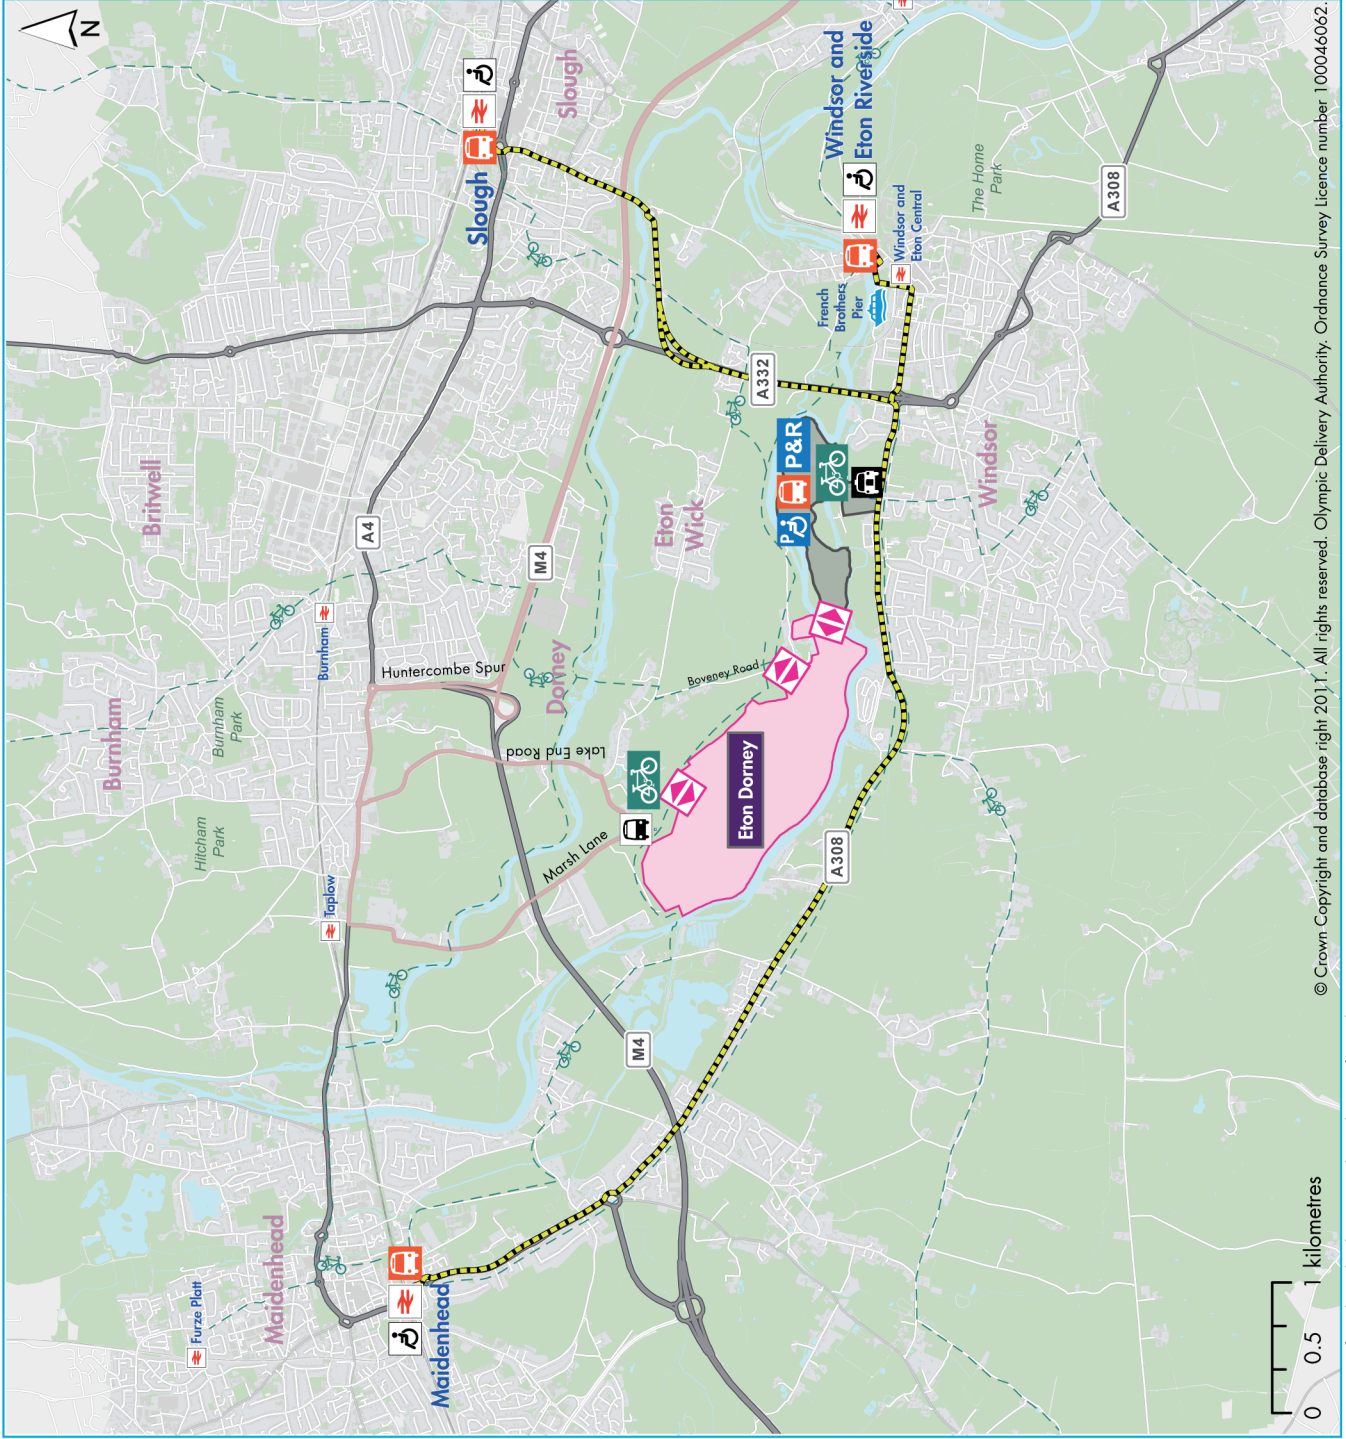 N
Slough
Slough
Windsor and
Eton Riverside
Windsor and
Eton Central
French
Brothers
Pier
The Home
Park
A308
A332
P&R
P
Windsor
Britwell
A4
M4
Eton
Wick
Burnham
Burnham
Burnham
Park
Huntercombe Spur
Dorney
Boveney Road
Lake End Road
Hitcham
Park
Taplow
Marsh Lane
Eton Dorney
A308
M4
Maidenhead
Furze Platt
Maidenhead
0 0.5 1 kilometres
© Crown Copyright and database right 2011. All rights reserved. Olympic Delivery Authority. Ordnance Survey Licence number 100046062.